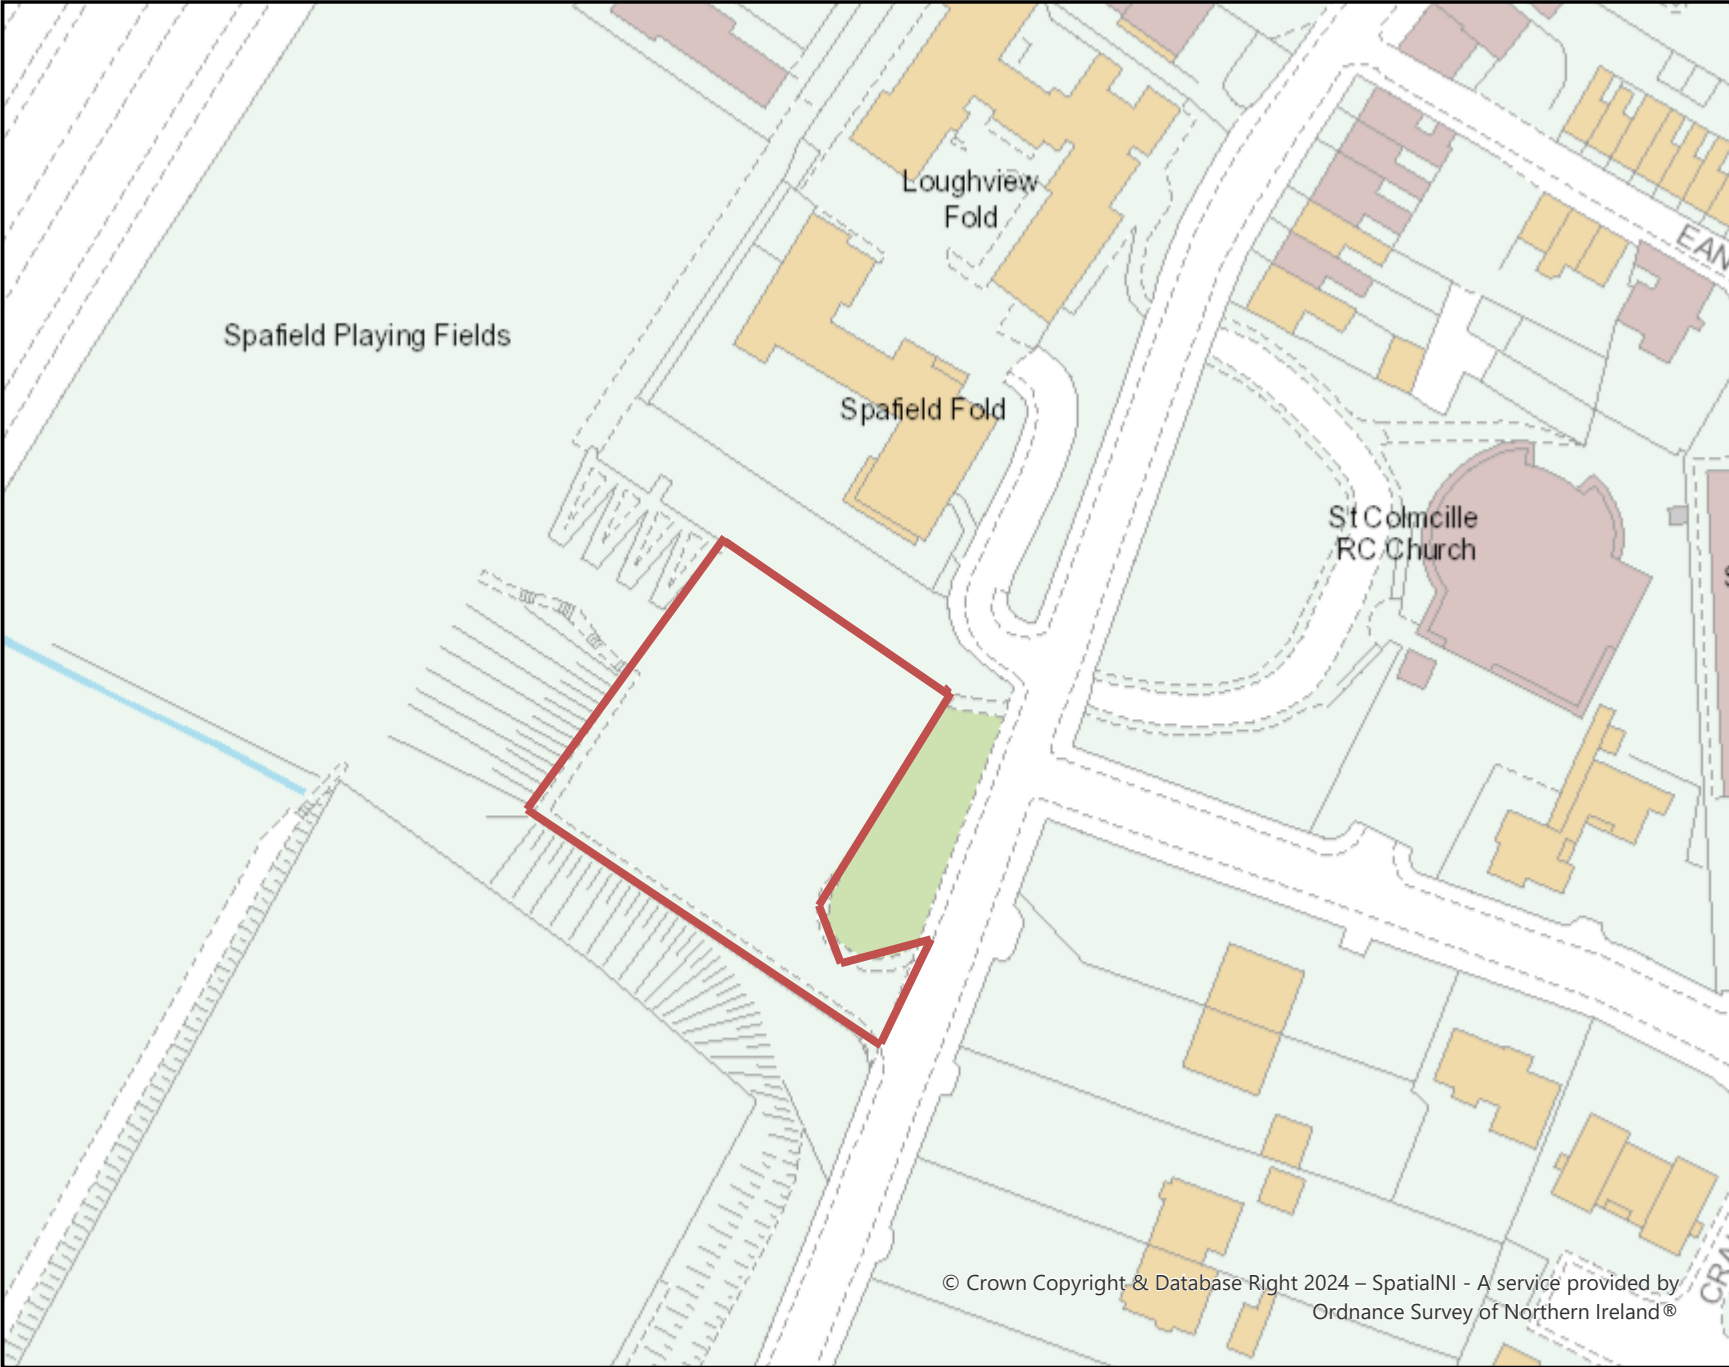 Loughview
Fold
EAN
Spafield Playing Fields
Spafield Fold
St Colmcille
RC Church
S
CRA
© Crown Copyright & Database Right 2024 – SpatialNI - A service provided by
Ordnance Survey of Northern Ireland®